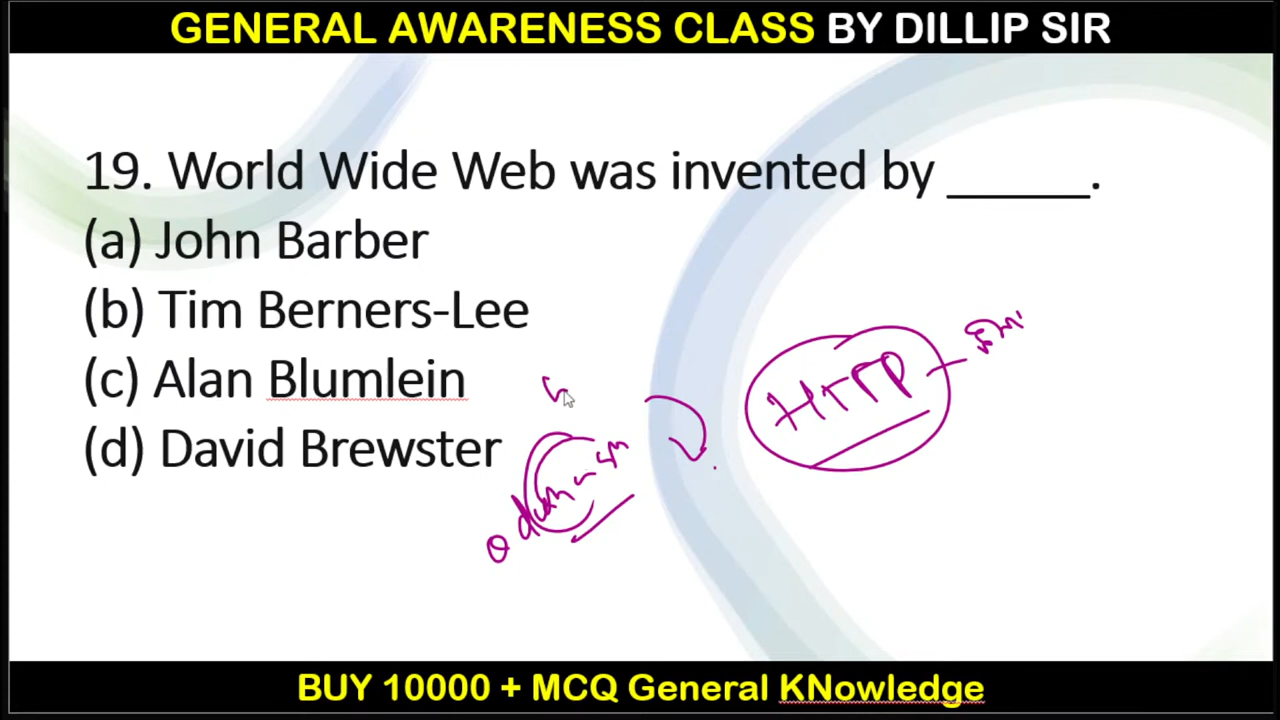 GENERAL AWARENESS CLASS BY DILLIP SIR
19. World Wide Web was invented by ______.
(a) John Barber
(b) Tim Berners-Lee
(c) Alan Blumlein
(d) David Brewster
HTTP
BUY 10000 + MCQ General KNowledge